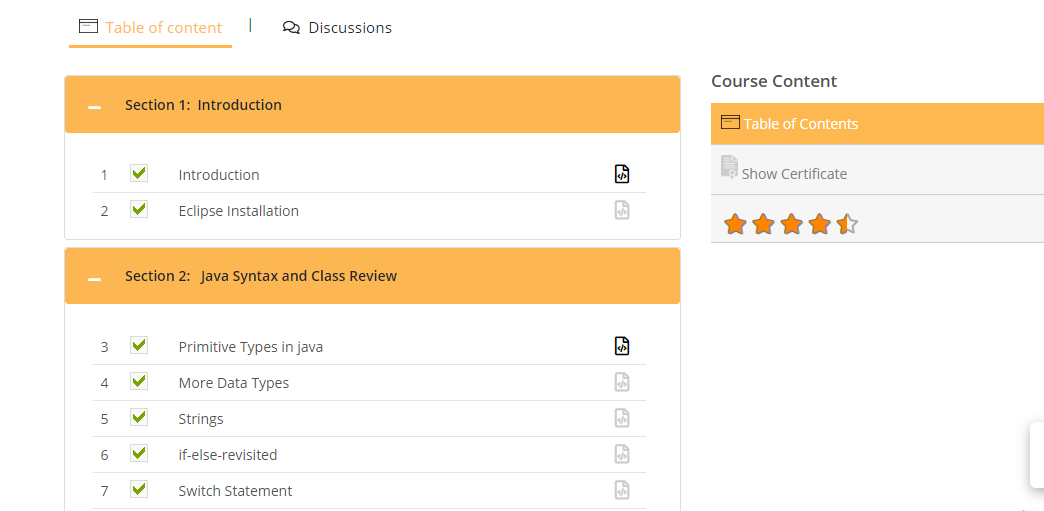 Table of content
Discussions
Section 1: Introduction
1 Introduction
2 Eclipse Installation
Section 2: Java Syntax and Class Review
3 Primitive Types in java
4 More Data Types
5 Strings
6 if-else-revisited
7 Switch Statement
Course Content
Table of Contents
Show Certificate